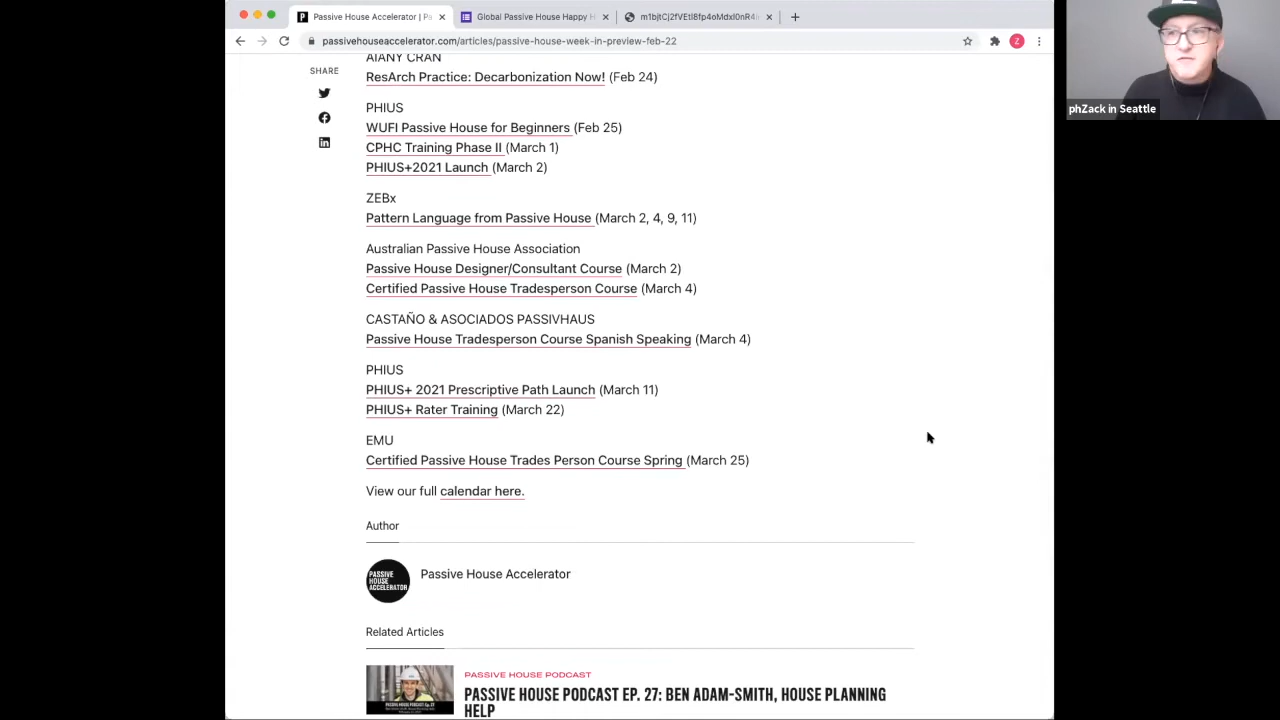 Passive House Accelerator | Pa
Global Passive House Happy H
passivehouseaccelerator.com/articles/passive-house-week-in-preview-feb-22
Z
phZack in Seattle
SHARE
AIANY CRAN
ResArch Practice: Decarbonization Now! (Feb 24)
PHIUS
WUFI Passive House for Beginners (Feb 25)
CPHC Training Phase II (March 1)
PHIUS+2021 Launch (March 2)
ZEBx
Pattern Language from Passive House (March 2, 4, 9, 11)
Australian Passive House Association
Passive House Designer/Consultant Course (March 2)
Certified Passive House Tradesperson Course (March 4)
CASTAÑO & ASOCIADOS PASSIVHAUS
Passive House Tradesperson Course Spanish Speaking (March 4)
PHIUS
PHIUS+ 2021 Prescriptive Path Launch (March 11)
PHIUS+ Rater Training (March 22)
EMU
Certified Passive House Trades Person Course Spring (March 25)
View our full calendar here.
Author
PASSIVE
HOUSE
ACCELERATOR
Passive House Accelerator
Related Articles
PASSIVE HOUSE PODCAST
PASSIVE HOUSE PODCAST EP. 27: BEN ADAM-SMITH, HOUSE PLANNING
HELP